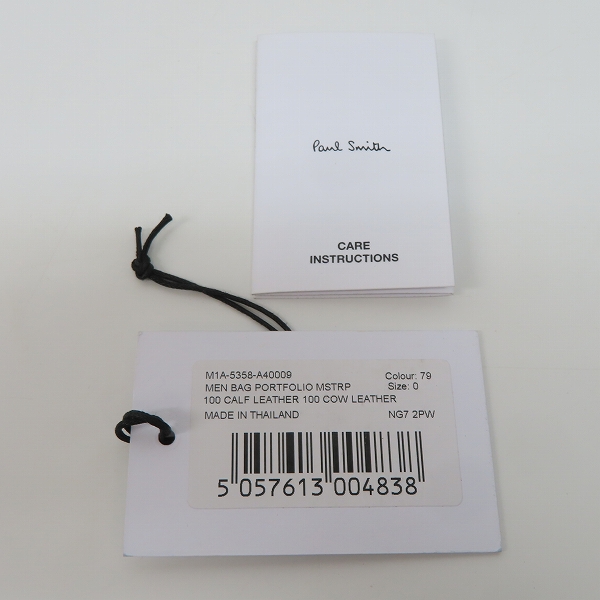 Paul Smith
CARE
INSTRUCTIONS
M1A-5358-A40009 Colour: 79
MEN BAG PORTFOLIO MSTRP Size: 0
100 CALF LEATHER 100 COW LEATHER
MADE IN THAILAND NG7 2PW
5 057613 004838